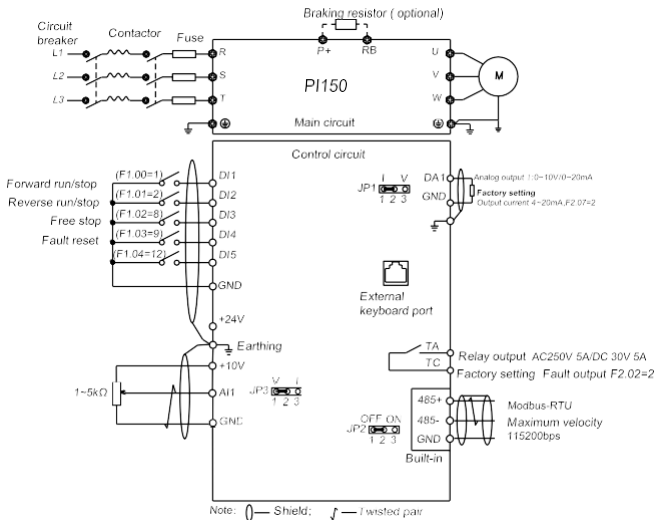 Braking resistor ( optional)
Circuit breaker Contactor Fuse
P+ RB
L1 R U
L2 S V M
L3 T W
PI150
Main circuit
Control circuit
Forward run/stop (F1.00=1) DI1
Reverse run/stop (F1.01=2) DI2
Free stop (F1.02=8) DI3
Fault reset (F1.03=9) DI4
(F1.04=12) DI5
GND
+24V
Earthing
+10V
1~5kΩ AI1
GND
JP3 V I
1 2 3
JP1 I V
1 2 3
DA1 Analog output 1:0~10V/0~20mA
GND Factory setting
Output current 4~20mA,F2.07=2
External
keyboard port
TA Relay output AC250V 5A/DC 30V 5A
TC Factory setting Fault output F2.02=2
OFF ON
JP2
1 2 3
485+ Modbus-RTU
485- Maximum velocity
GND 115200bps
Built-in
Note: Shield; Twisted pair